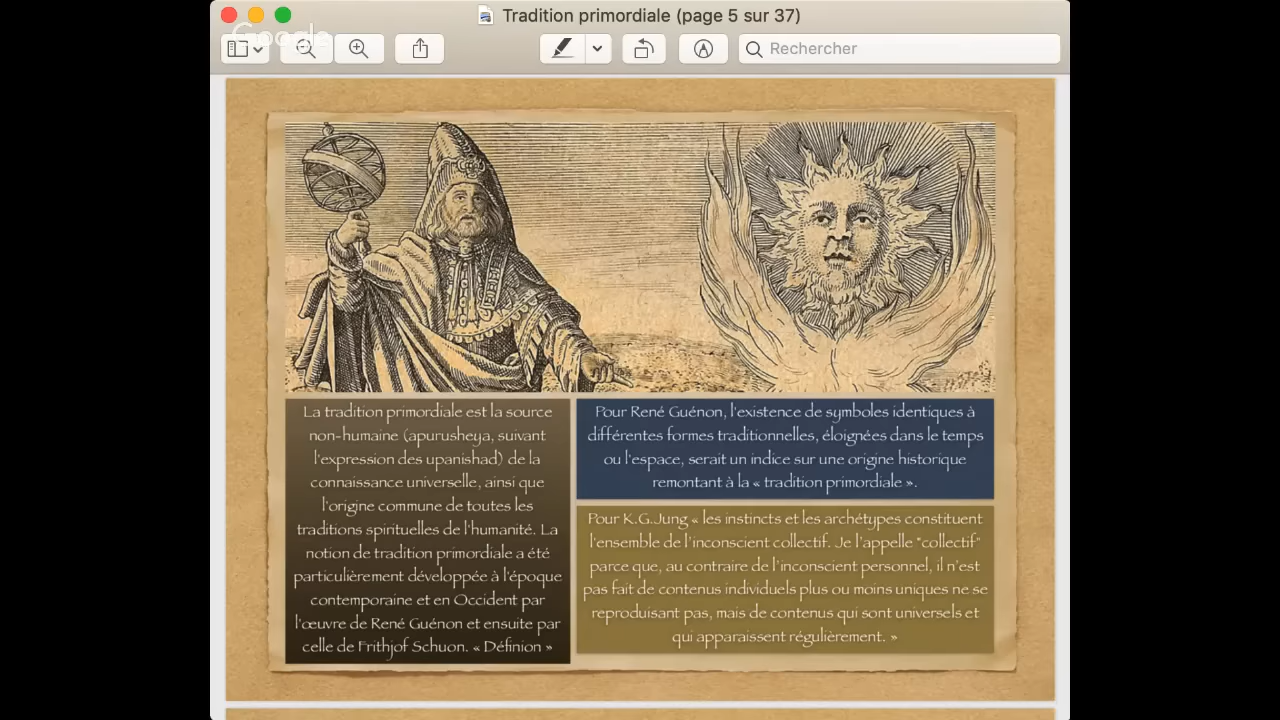 Tradition primordiale (page 5 sur 37)
Google
Rechercher
La tradition primordiale est la source
non-humaine (apurusheya, suivant
l'expression des upanishad) de la
connaissance universelle, ainsi que
l'origine commune de toutes les
traditions spirituelles de l'humanité. La
notion de tradition primordiale a été
particulièrement développée à l'époque
contemporaine et en Occident par
l'œuvre de René Guénon et ensuite par
celle de Frithjof Schuon. « Définion »
Pour René Guénon, l'existence de symboles identiques à
différentes formes traditionnelles, éloignées dans le temps
ou l'espace, serait un indice sur une origine historique
remontant à la « tradition primordiale ».
Pour K.G.Jung « les instincts et les archétypes constituent
l'ensemble de l'inconscient collectif. Je l'appelle "collectif"
parce que, au contraire de l'inconscient personnel, il n'est
pas fait de contenus individuels plus ou moins uniques ne se
reproduisant pas, mais de contenus qui sont universels et
qui apparaissent régulièrement. »